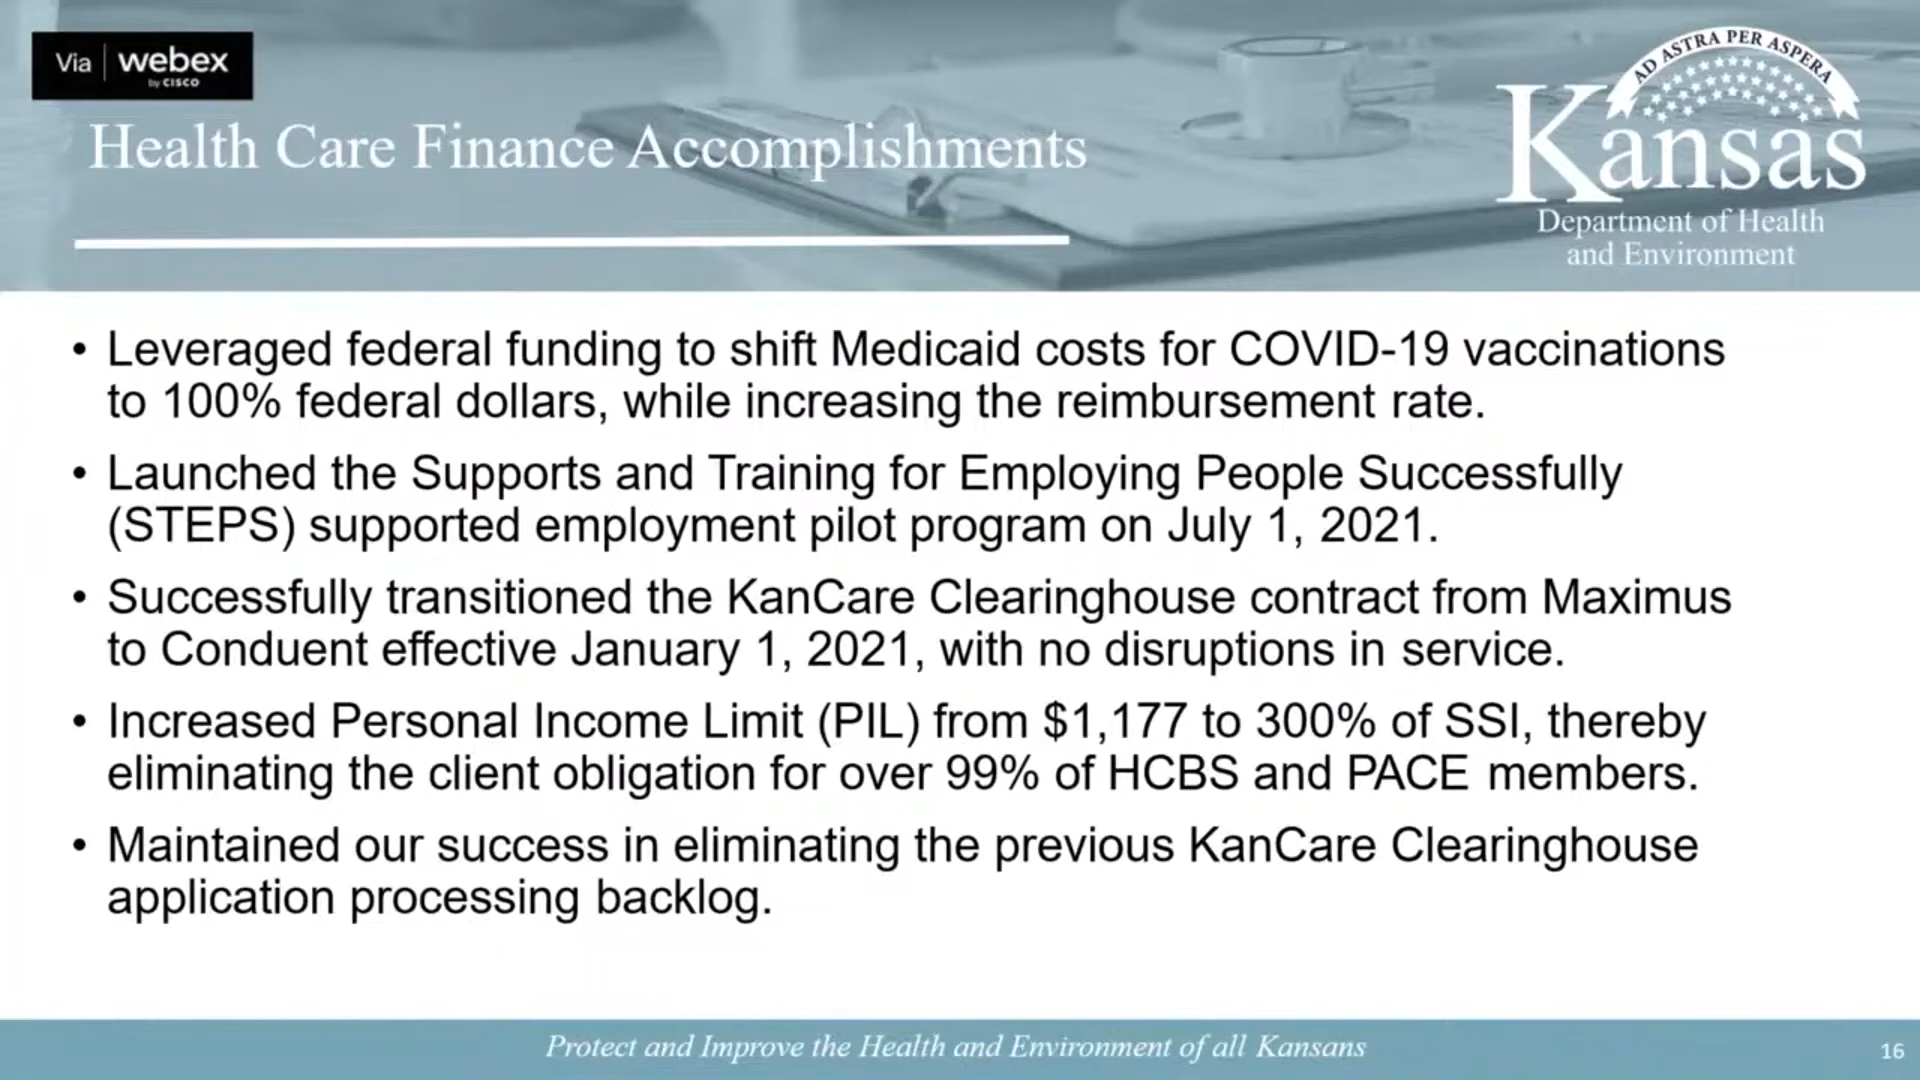 Via webex
by CISCO
AD ASTRA PER ASPERA
Kansas
Department of Health
and Environment
Health Care Finance Accomplishments
• Leveraged federal funding to shift Medicaid costs for COVID-19 vaccinations
to 100% federal dollars, while increasing the reimbursement rate.
• Launched the Supports and Training for Employing People Successfully
(STEPS) supported employment pilot program on July 1, 2021.
• Successfully transitioned the KanCare Clearinghouse contract from Maximus
to Conduent effective January 1, 2021, with no disruptions in service.
• Increased Personal Income Limit (PIL) from $1,177 to 300% of SSI, thereby
eliminating the client obligation for over 99% of HCBS and PACE members.
• Maintained our success in eliminating the previous KanCare Clearinghouse
application processing backlog.
Protect and Improve the Health and Environment of all Kansans
16